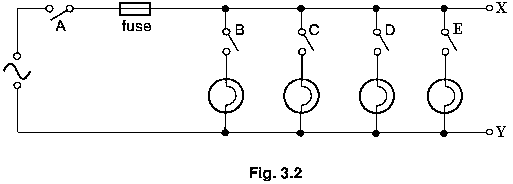 X
A fuse B C D E
Y
Fig. 3.2